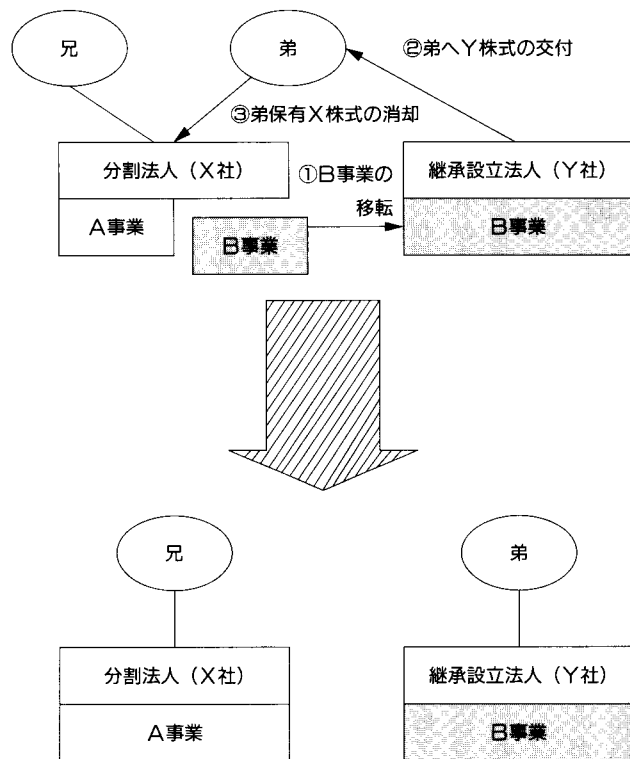 兄
弟
②弟へY株式の交付
③弟保有X株式の消却
分割法人（X社）
A事業
B事業
①B事業の
移転
継承設立法人（Y社）
B事業
兄
弟
分割法人（X社）
A事業
継承設立法人（Y社）
B事業